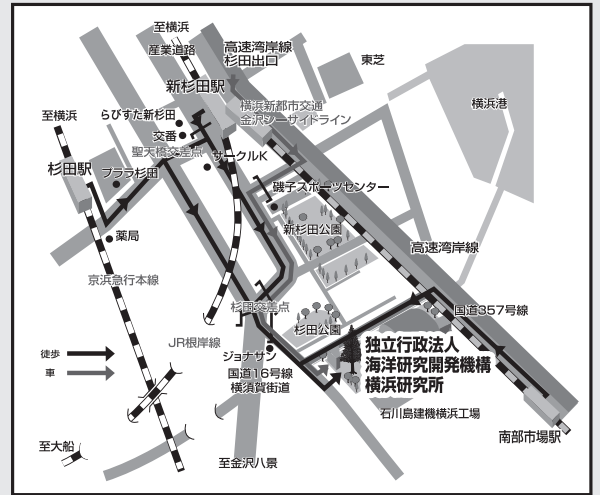 至横浜
産業道路
高速湾岸線
杉田出口
東芝
新杉田駅
横浜新都市交通
金沢シーサイドライン
横浜港
至横浜
らびすた新杉田
交番
聖天橋交差点
サークルK
杉田駅
プララ杉田
磯子スポーツセンター
薬局
新杉田公園
高速湾岸線
京浜急行本線
杉田交差点
国道357号線
杉田公園
JR根岸線
独立行政法人
海洋研究開発機構
横浜研究所
徒歩
車
ジョナサン
国道16号線
横須賀街道
石川島建機横浜工場
南部市場駅
至大船
至金沢八景